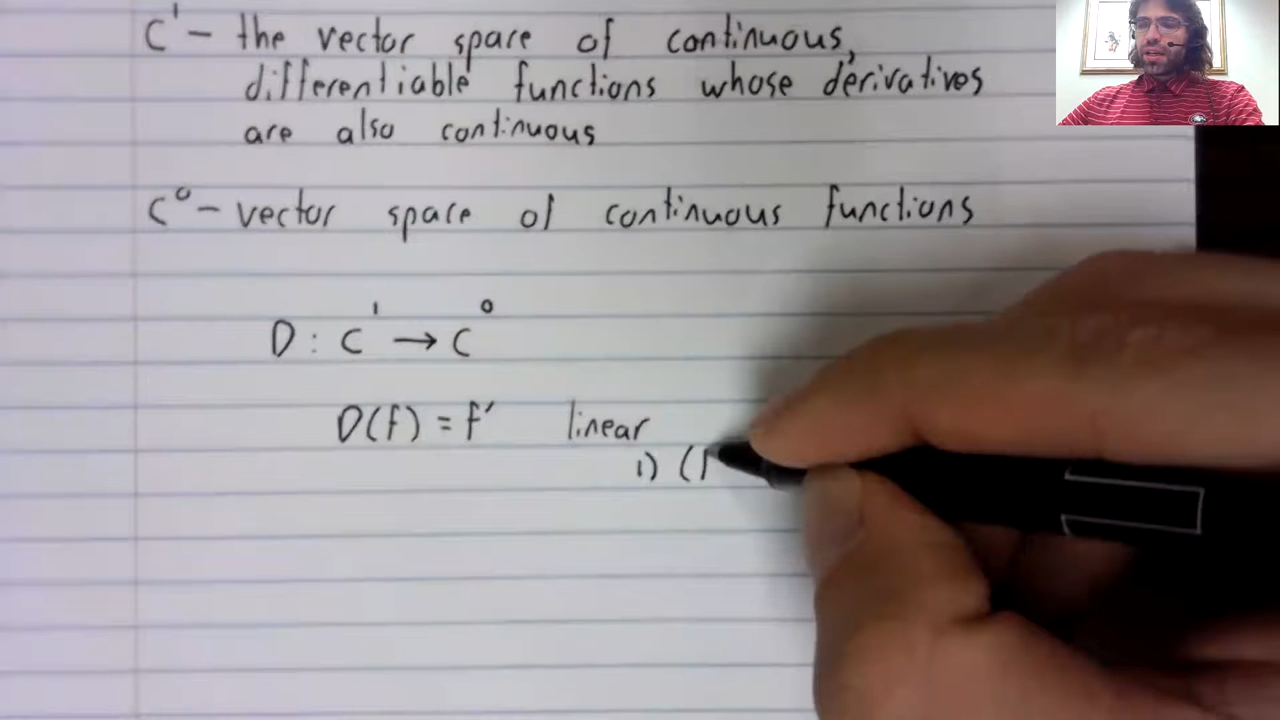 C¹ - the vector space of continuous,
differentiable functions whose derivatives
are also continuous
C⁰ - vector space of continuous functions
D : C¹ → C⁰
D(f) = f′ linear
1) (f